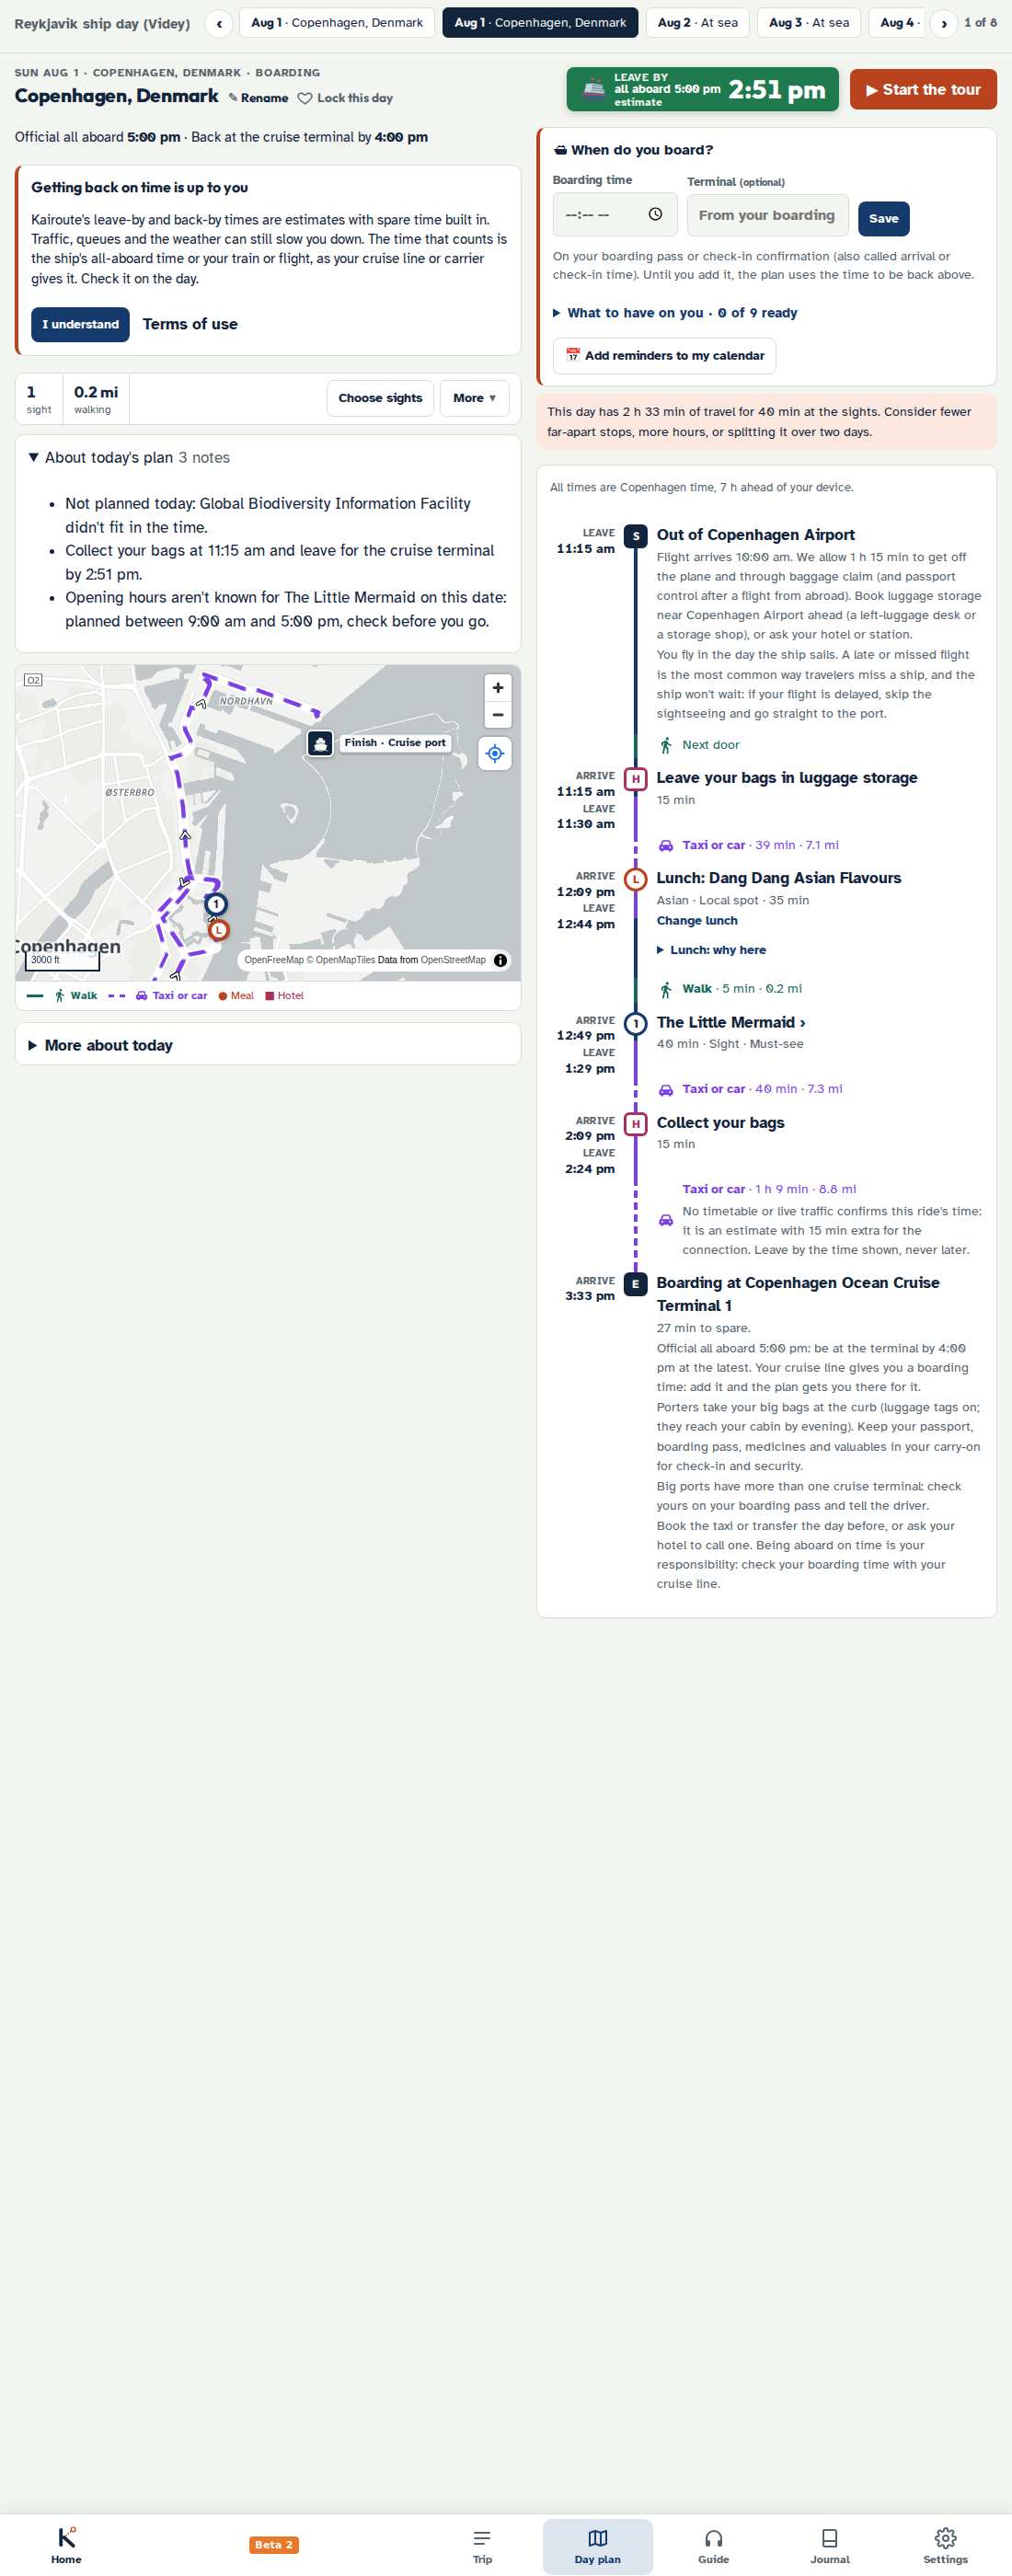 Reykjavik ship day (Videy)
‹
Aug 1 · Copenhagen, Denmark
Aug 1 · Copenhagen, Denmark
Aug 2 · At sea
Aug 3 · At sea
Aug 4 ·
›
1 of 8
SUN AUG 1 · COPENHAGEN, DENMARK · BOARDING
Copenhagen, Denmark
✎ Rename
Lock this day
LEAVE BY
all aboard 5:00 pm
estimate
2:51 pm
▶ Start the tour
Official all aboard 5:00 pm · Back at the cruise terminal by 4:00 pm
Getting back on time is up to you
Kairoute's leave-by and back-by times are estimates with spare time built in.
Traffic, queues and the weather can still slow you down. The time that counts is
the ship's all-aboard time or your train or flight, as your cruise line or carrier
gives it. Check it on the day.
I understand
Terms of use
1
sight
0.2 mi
walking
Choose sights
More ▼
▼ About today's plan 3 notes
• Not planned today: Global Biodiversity Information Facility
didn't fit in the time.
• Collect your bags at 11:15 am and leave for the cruise terminal
by 2:51 pm.
• Opening hours aren't known for The Little Mermaid on this date:
planned between 9:00 am and 5:00 pm, check before you go.
O2
NORDHAVN
+
−
Finish · Cruise port
ØSTERBRO
1
L
Copenhagen
3000 ft
OpenFreeMap © OpenMapTiles Data from OpenStreetMap
Walk
Taxi or car
Meal
Hotel
▶ More about today
When do you board?
Boarding time
Terminal (optional)
--:-- --
From your boarding
Save
On your boarding pass or check-in confirmation (also called arrival or
check-in time). Until you add it, the plan uses the time to be back above.
▶ What to have on you · 0 of 9 ready
Add reminders to my calendar
This day has 2 h 33 min of travel for 40 min at the sights. Consider fewer
far-apart stops, more hours, or splitting it over two days.
All times are Copenhagen time, 7 h ahead of your device.
LEAVE
11:15 am
S
Out of Copenhagen Airport
Flight arrives 10:00 am. We allow 1 h 15 min to get off
the plane and through baggage claim (and passport
control after a flight from abroad). Book luggage storage
near Copenhagen Airport ahead (a left-luggage desk or
a storage shop), or ask your hotel or station.
You fly in the day the ship sails. A late or missed flight
is the most common way travelers miss a ship, and the
ship won't wait: if your flight is delayed, skip the
sightseeing and go straight to the port.
Next door
ARRIVE
11:15 am
LEAVE
11:30 am
H
Leave your bags in luggage storage
15 min
Taxi or car · 39 min · 7.1 mi
ARRIVE
12:09 pm
LEAVE
12:44 pm
L
Lunch: Dang Dang Asian Flavours
Asian · Local spot · 35 min
Change lunch
▶ Lunch: why here
Walk · 5 min · 0.2 mi
ARRIVE
12:49 pm
LEAVE
1:29 pm
1
The Little Mermaid ›
40 min · Sight · Must-see
Taxi or car · 40 min · 7.3 mi
ARRIVE
2:09 pm
LEAVE
2:24 pm
H
Collect your bags
15 min
Taxi or car · 1 h 9 min · 8.8 mi
No timetable or live traffic confirms this ride's time:
it is an estimate with 15 min extra for the
connection. Leave by the time shown, never later.
ARRIVE
3:33 pm
E
Boarding at Copenhagen Ocean Cruise
Terminal 1
27 min to spare.
Official all aboard 5:00 pm: be at the terminal by 4:00
pm at the latest. Your cruise line gives you a boarding
time: add it and the plan gets you there for it.
Porters take your big bags at the curb (luggage tags on;
they reach your cabin by evening). Keep your passport,
boarding pass, medicines and valuables in your carry-on
for check-in and security.
Big ports have more than one cruise terminal: check
yours on your boarding pass and tell the driver.
Book the taxi or transfer the day before, or ask your
hotel to call one. Being aboard on time is your
responsibility: check your boarding time with your
cruise line.
Home
Beta 2
Trip
Day plan
Guide
Journal
Settings